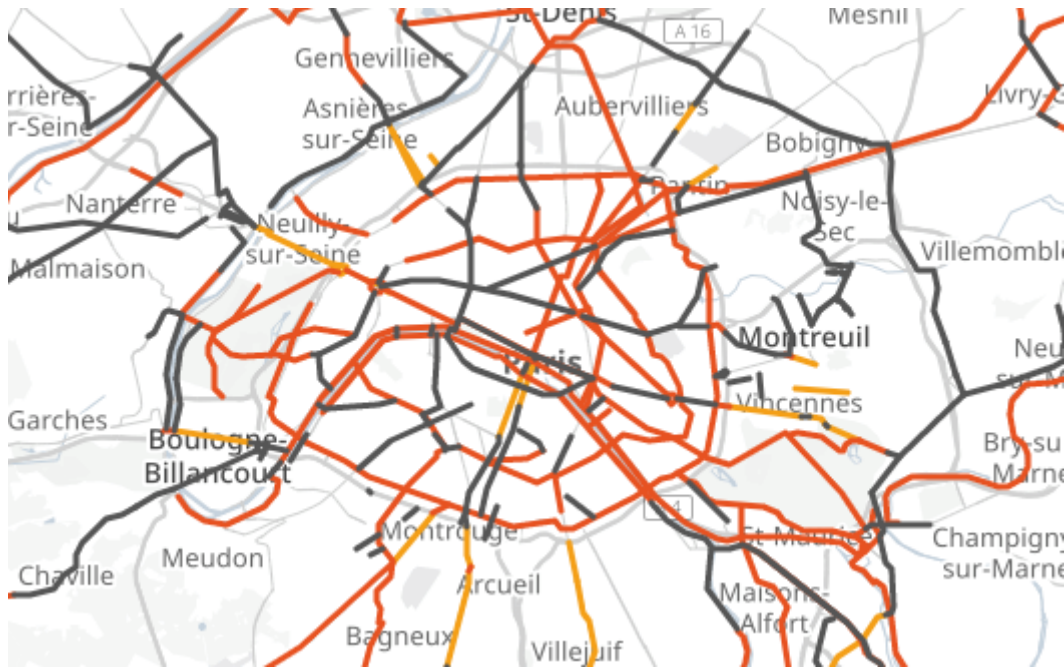 St-Denis
Mesnil
A 16
Gennevilliers
rrières-
r-Seine
Asnières-
sur-Seine
Aubervilliers
Livry-G
Bobigny
Pantin
Nanterre
Neuilly-
sur-Seine
Noisy-le-
Sec
Malmaison
Villemomble
Montreuil
Paris
Neu
sur-M
Vincennes
Garches
Boulogne-
Billancourt
Bry-su
Marne
4
Montrouge
St-Maurice
Champigny
sur-Marne
Meudon
Chaville
Arcueil
Maisons-
Alfort
Bagneux
Villejuif